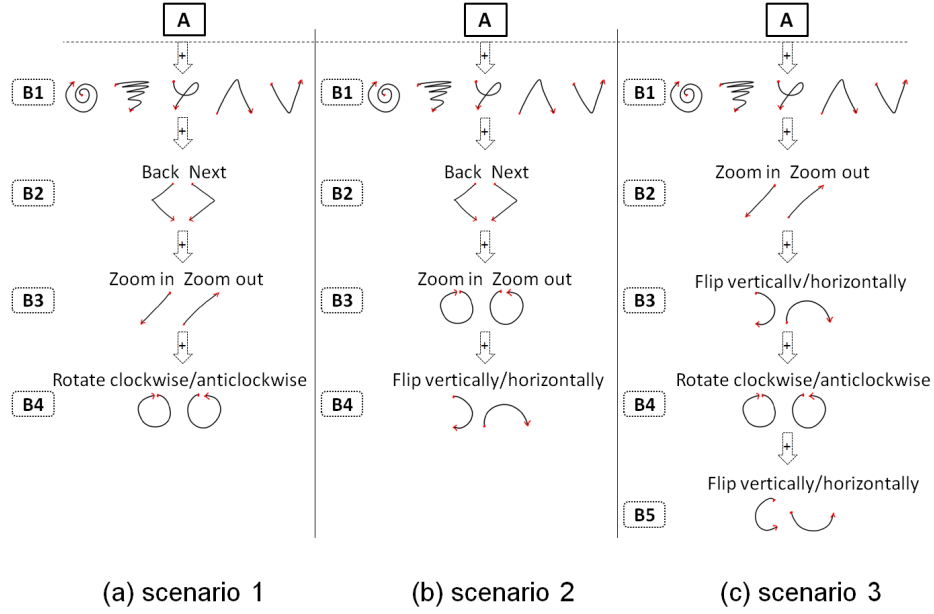 A
+
B1
+
B2
Back Next
+
B3
Zoom in Zoom out
+
B4
Rotate clockwise/anticlockwise
(a) scenario 1
A
+
B1
+
B2
Back Next
+
B3
Zoom in Zoom out
+
B4
Flip vertically/horizontally
(b) scenario 2
A
+
B1
+
B2
Zoom in Zoom out
+
B3
Flip vertically/horizontally
+
B4
Rotate clockwise/anticlockwise
+
B5
Flip vertically/horizontally
(c) scenario 3